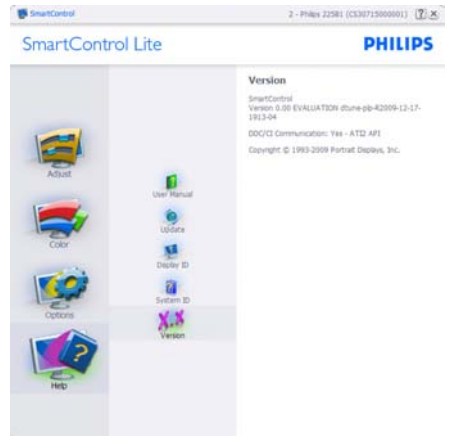 SmartControl
2 - Philips 225B1 (CS30715000001)
SmartControl Lite
PHILIPS
Version
SmartControl
Version 0.00 EVALUATION dtune-plp-R2009-12-17-
1913-04
DDC/CI Communication: Yes - ATI2 API
Copyright © 1993-2009 Portrait Displays, Inc.
Adjust
Color
Options
Help
User Manual
Update
Display ID
System ID
Version